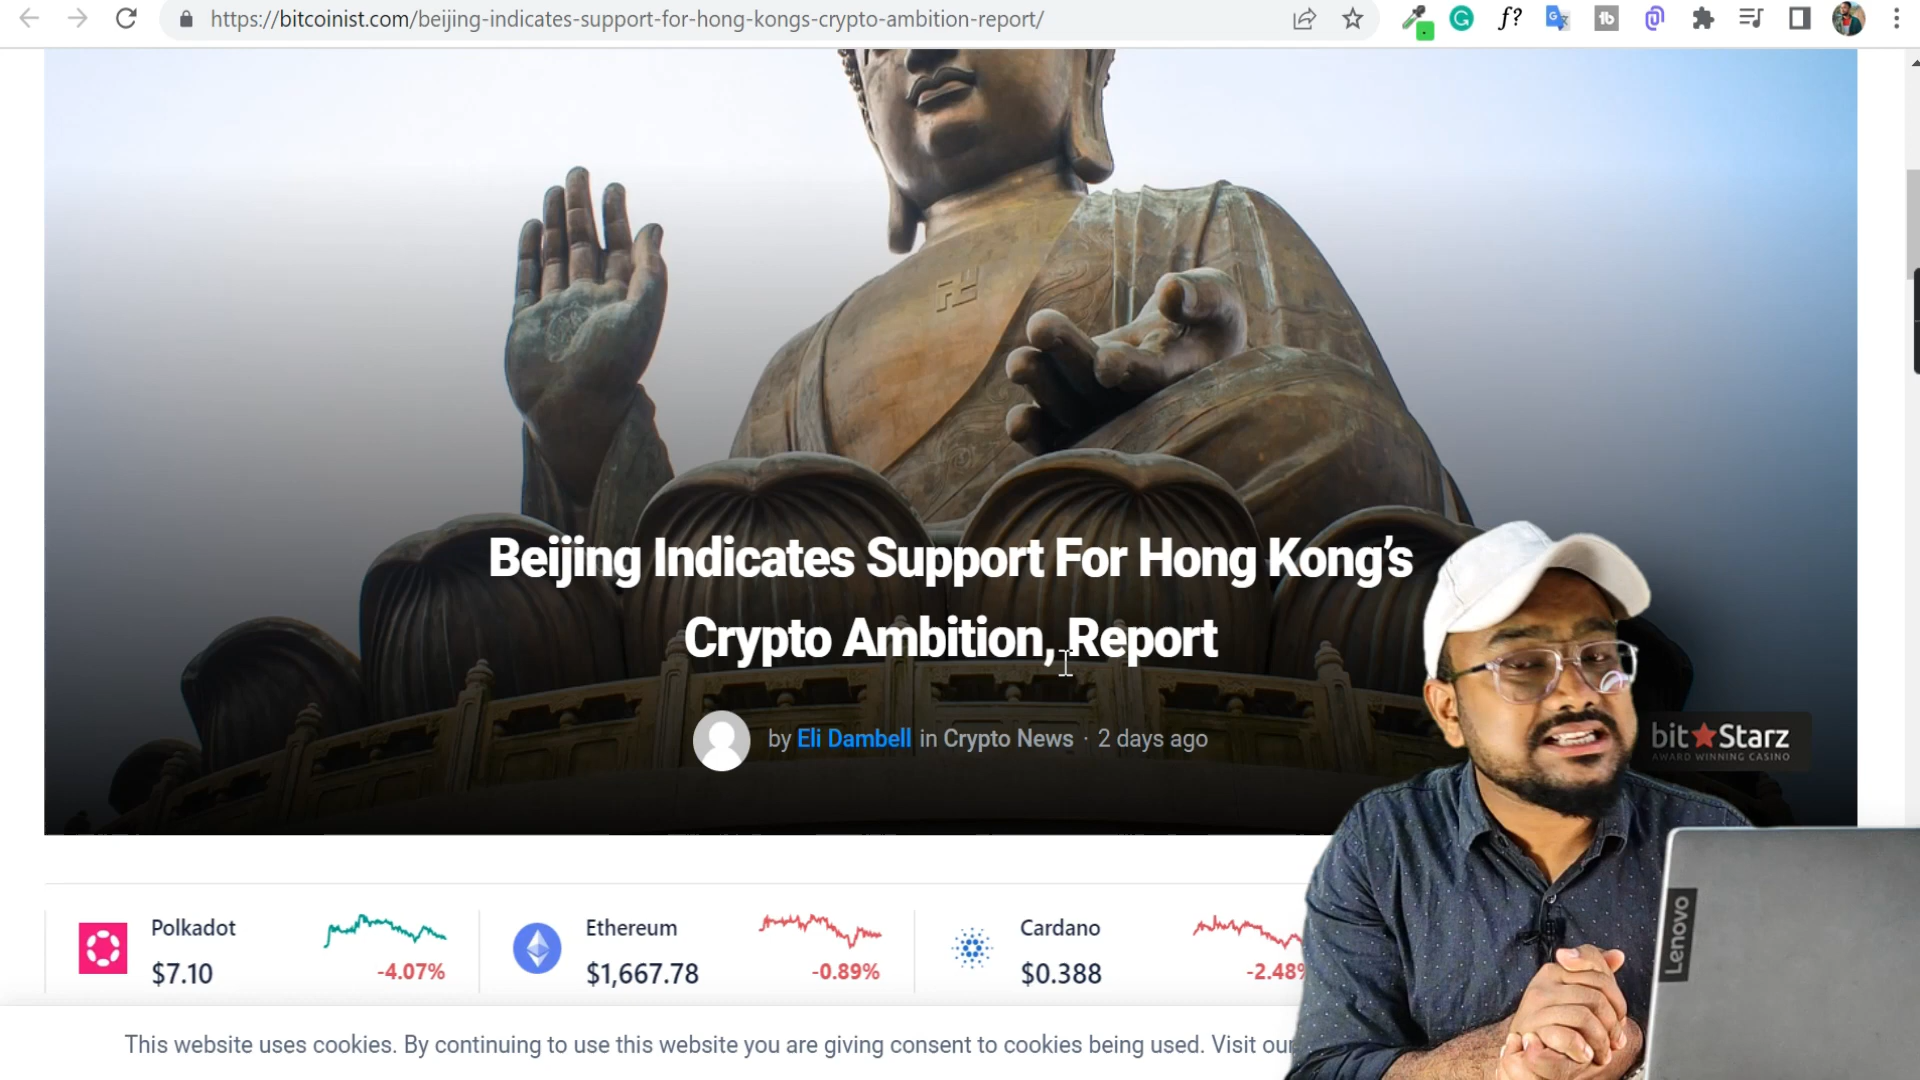 https://bitcoinist.com/beijing-indicates-support-for-hong-kongs-crypto-ambition-report/
f?
Beijing Indicates Support For Hong Kong's
Crypto Ambition, Report
by Eli Dambell in Crypto News · 2 days ago
bit Starz
AWARD WINNING CASINO
Lenovo
Polkadot
$7.10
-4.07%
Ethereum
$1,667.78
-0.89%
Cardano
$0.388
-2.48%
This website uses cookies. By continuing to use this website you are giving consent to cookies being used. Visit our